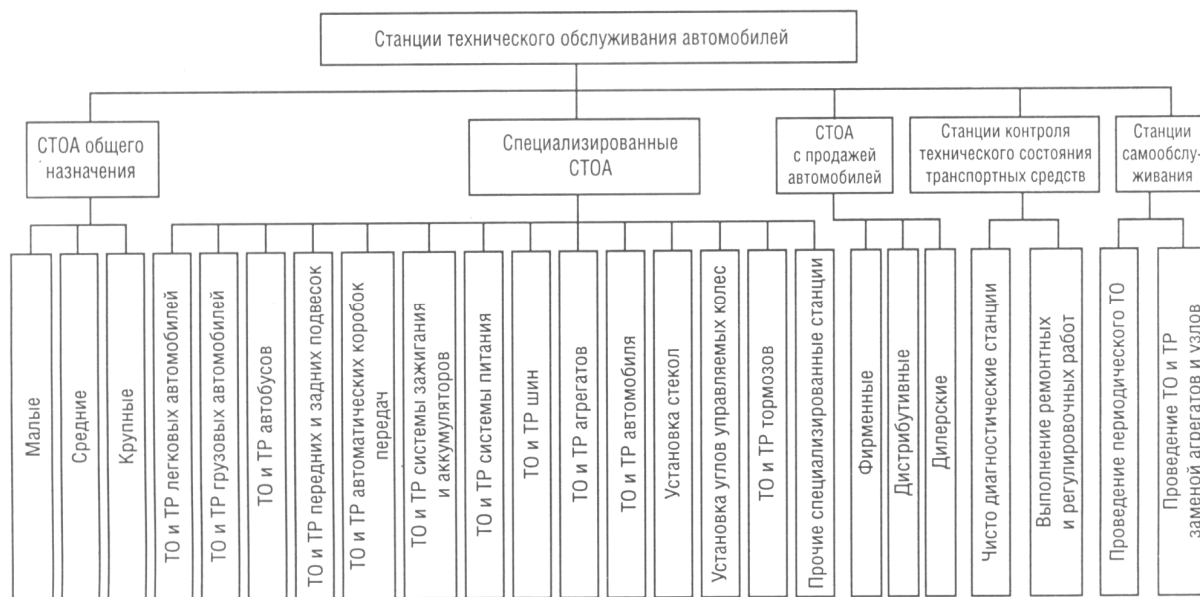 Станции технического обслуживания автомобилей
СТОА общего
назначения
Специализированные
СТОА
СТОА
с продажей
автомобилей
Станции контроля
технического состояния
транспортных средств
Станции
самообслу-
живания
Малые
Средние
Крупные
ТО и ТР легковых автомобилей
ТО и ТР грузовых автомобилей
ТО и ТР автобусов
ТО и ТР передних и задних подвесок
ТО и ТР автоматических коробок
передач
ТО и ТР системы зажигания
и аккумуляторов
ТО и ТР системы питания
ТО и ТР шин
ТО и ТР агрегатов
ТО и ТР автомобиля
Установка стекол
Установка углов управляемых колес
ТО и ТР тормозов
Прочие специализированные станции
Фирменные
Дистрибутивные
Дилерские
Чисто диагностические станции
Выполнение ремонтных
и регулировочных работ
Проведение периодического ТО
Проведение ТО и ТР
заменой агрегатов и узлов